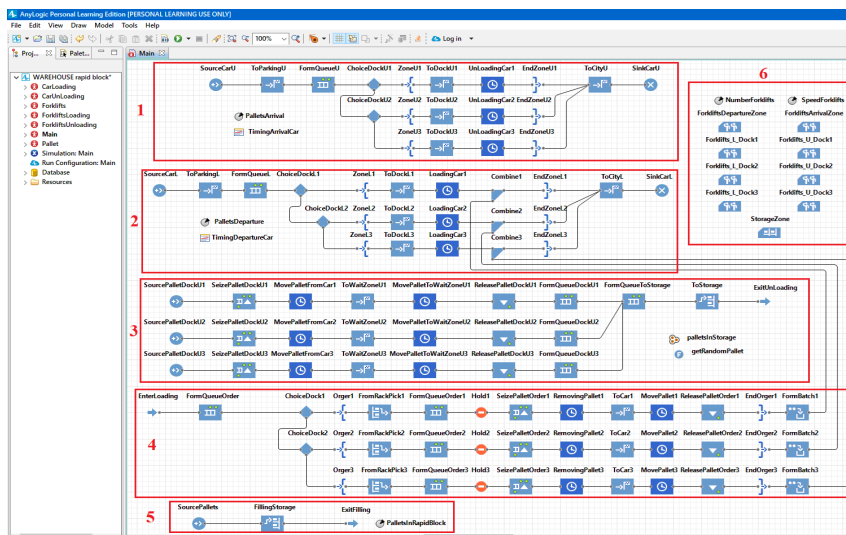 AnyLogic Personal Learning Edition [PERSONAL LEARNING USE ONLY]
File Edit View Draw Model Tools Help
100% Log in
Proj... Palet... Main
WAREHOUSE rapid block*
CarLoading
CarUnLoading
Forklifts
ForkliftsLoading
ForkliftsUnloading
Main
Pallet
Simulation: Main
Run Configuration: Main
Database
Resources
1
SourceCarU ToParkingU FormQueueU ChoiceDockU1 ZoneU1 ToDockU1 UnLoadingCar1 EndZoneU1 ToCityU SinkCarU
ChoiceDockU2 ZoneU2 ToDockU2 UnLoadingCar2 EndZoneU2
PalletsArrival
TimingArrivalCar
ZoneU3 ToDockU3 UnLoadingCar3 EndZoneU3
2
SourceCarL ToParkingL FormQueueL ChoiceDockL1 ZoneL1 ToDockL1 LoadingCar1 Combine1 EndZoneL1 ToCityL SinkCarL
ChoiceDockL2 ZoneL2 ToDockL2 LoadingCar2 Combine2 EndZoneL2
PalletsDeparture
TimingDepartureCar
ZoneL3 ToDockL3 LoadingCar3 Combine3 EndZoneL3
3
SourcePalletDockU1 SeizePalletDockU1 MovePalletFromCar1 ToWaitZoneU1 MovePalletToWaitZoneU1 ReleasePalletDockU1 FormQueueDockU1 FormQueueToStorage ToStorage ExitUnLoading
SourcePalletDockU2 SeizePalletDockU2 MovePalletFromCar2 ToWaitZoneU2 MovePalletToWaitZoneU2 ReleasePalletDockU2 FormQueueDockU2
palletsInStorage
getRandomPallet
SourcePalletDockU3 SeizePalletDockU3 MovePalletFromCar3 ToWaitZoneU3 MovePalletToWaitZoneU3 ReleasePalletDockU3 FormQueueDockU3
4
EnterLoading FormQueueOrder ChoiceDock1 Orger1 FromRackPick1 FormQueueOrder1 Hold1 SeizePalletOrder1 RemovingPallet1 ToCar1 MovePallet1 ReleasePalletOrder1 EndOrger1 FormBatch1
ChoiceDock2 Orger2 FromRackPick2 FormQueueOrder2 Hold2 SeizePalletOrder2 RemovingPallet2 ToCar2 MovePallet2 ReleasePalletOrder2 EndOrger2 FormBatch2
Orger3 FromRackPick3 FormQueueOrder3 Hold3 SeizePalletOrder3 RemovingPallet3 ToCar3 MovePallet3 ReleasePalletOrder3 EndOrger3 FormBatch3
5
SourcePallets FillingStorage ExitFilling
PalletsInRapidBlock
6
NumberForklifts SpeedForklifts
ForkliftsDepartureZone ForkliftsArrivalZone
Forklifts_L_Dock1 Forklifts_U_Dock1
Forklifts_L_Dock2 Forklifts_U_Dock2
Forklifts_L_Dock3 Forklifts_U_Dock3
StorageZone